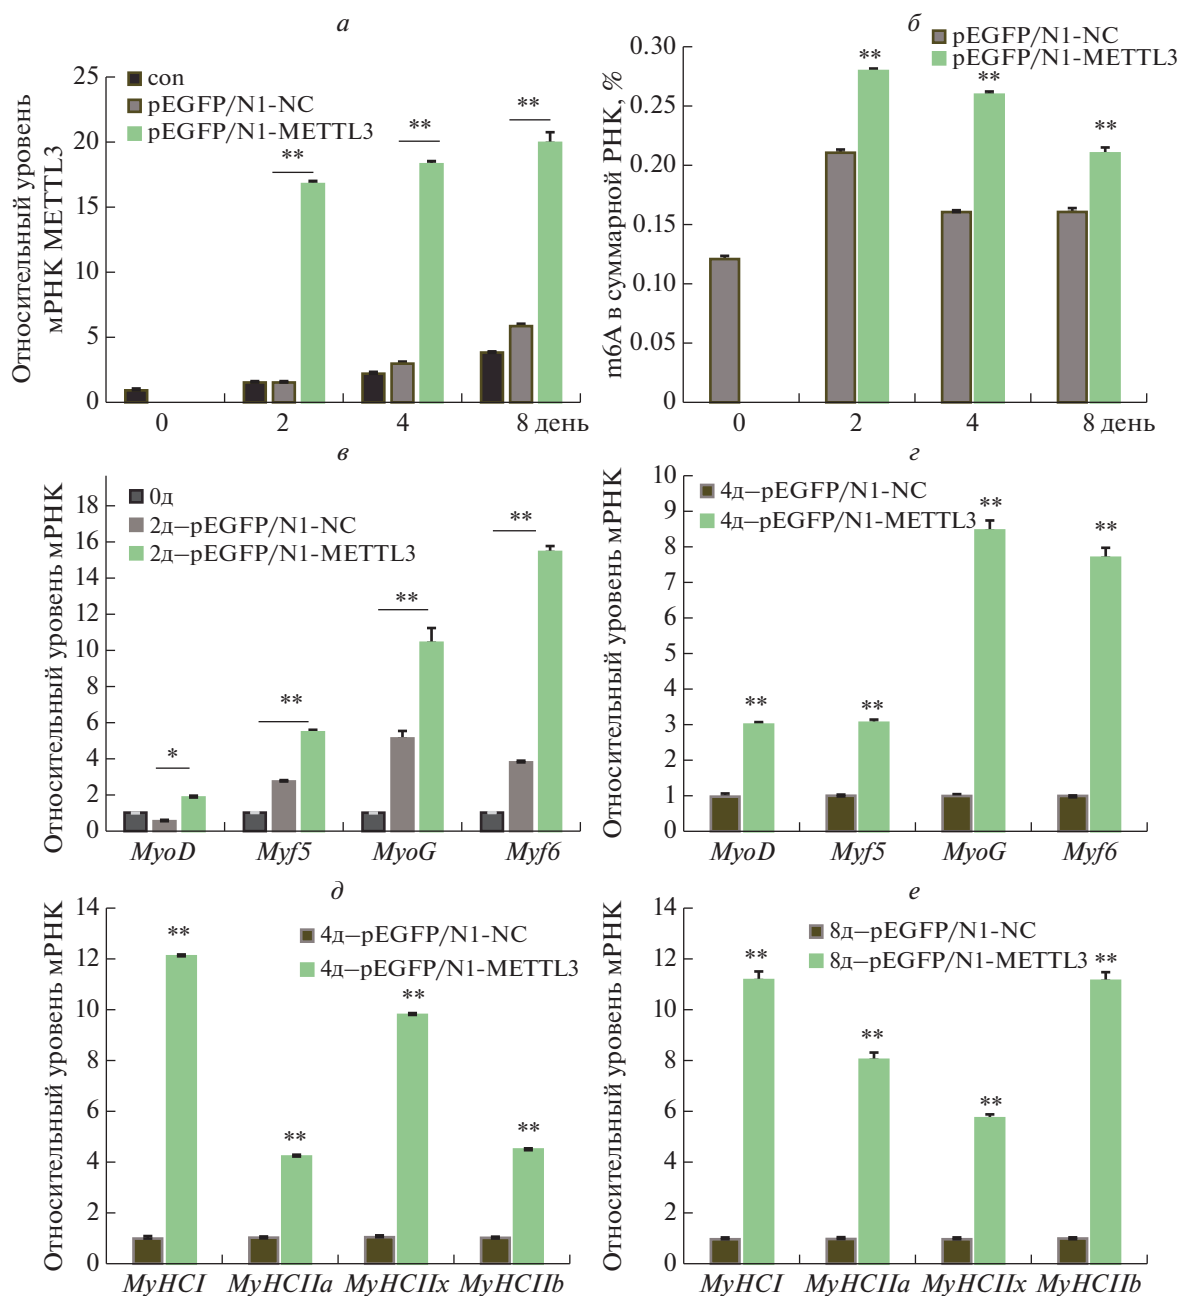 а
con
pEGFP/N1-NC
pEGFP/N1-METTL3
Относительный уровень
мРНК METTL3
25
20
15
10
5
0
**
**
**
0
2
4
8 день
б
pEGFP/N1-NC
pEGFP/N1-METTL3
m6A в суммарной РНК, %
0.30
0.25
0.20
0.15
0.10
0.05
0
**
**
**
0
2
4
8 день
в
0д
2д–pEGFP/N1-NC
2д–pEGFP/N1-METTL3
Относительный уровень мРНК
18
16
14
12
10
8
6
4
2
0
*
**
**
**
MyoD
Myf5
MyoG
Myf6
г
4д–pEGFP/N1-NC
4д–pEGFP/N1-METTL3
Относительный уровень мРНК
10
9
8
7
6
5
4
3
2
1
0
**
**
**
**
MyoD
Myf5
MyoG
Myf6
д
4д–pEGFP/N1-NC
4д–pEGFP/N1-METTL3
Относительный уровень мРНК
14
12
10
8
6
4
2
0
**
**
**
**
MyHCI
MyHCIIa
MyHCIIx
MyHCIIb
е
8д–pEGFP/N1-NC
8д–pEGFP/N1-METTL3
Относительный уровень мРНК
14
12
10
8
6
4
2
0
**
**
**
**
MyHCI
MyHCIIa
MyHCIIx
MyHCIIb